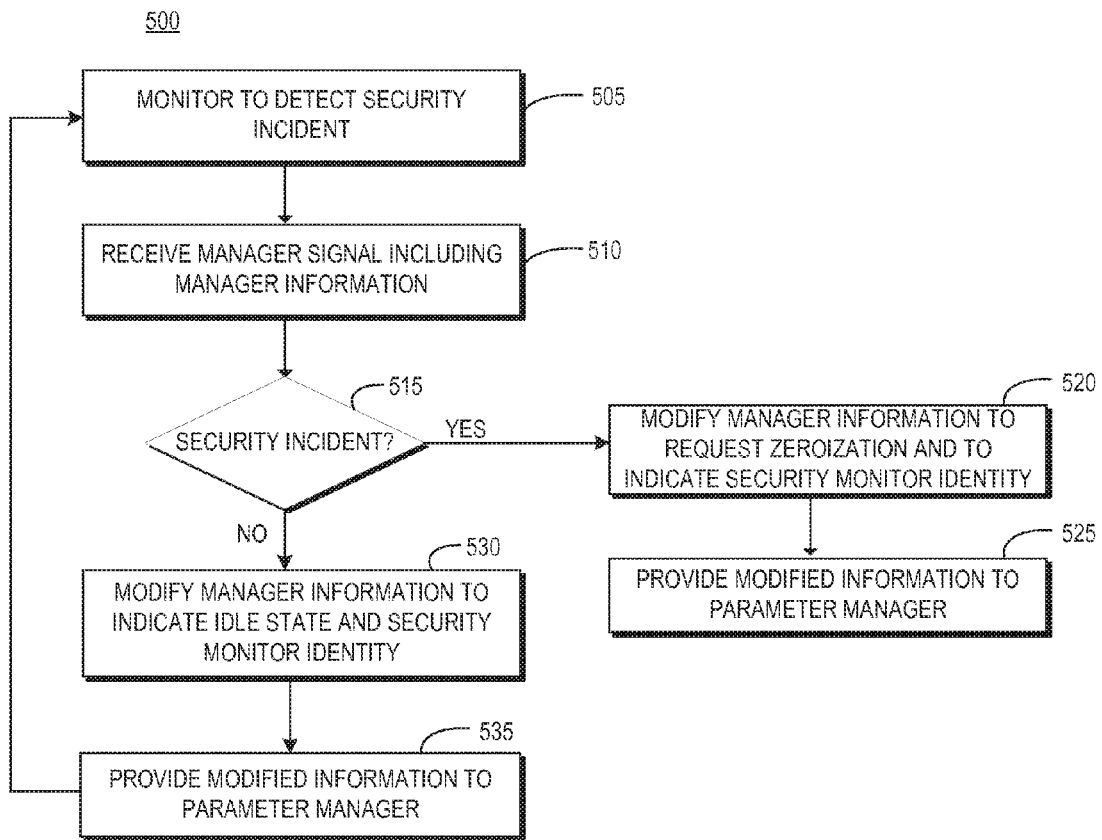 500
MONITOR TO DETECT SECURITY
INCIDENT
505
RECEIVE MANAGER SIGNAL INCLUDING
MANAGER INFORMATION
510
515
SECURITY INCIDENT?
YES
520
MODIFY MANAGER INFORMATION TO
REQUEST ZEROIZATION AND TO
INDICATE SECURITY MONITOR IDENTITY
525
PROVIDE MODIFIED INFORMATION TO
PARAMETER MANAGER
NO
530
MODIFY MANAGER INFORMATION TO
INDICATE IDLE STATE AND SECURITY
MONITOR IDENTITY
535
PROVIDE MODIFIED INFORMATION TO
PARAMETER MANAGER